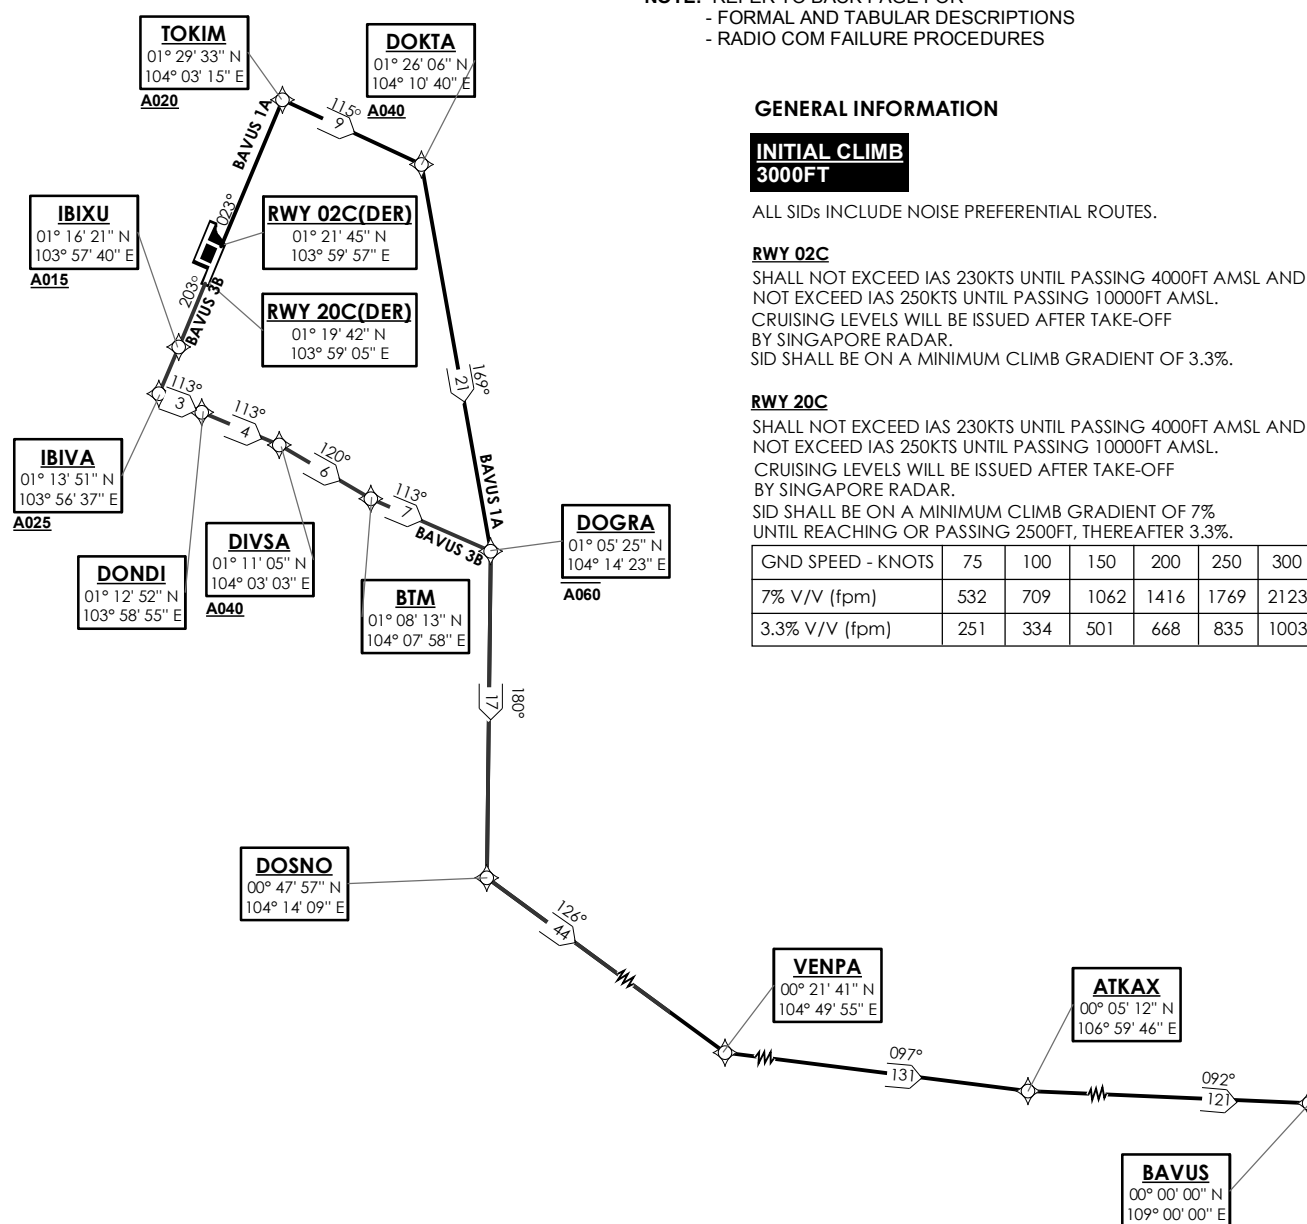 NOTE: REFER TO BACK PAGE FOR
- FORMAL AND TABULAR DESCRIPTIONS
- RADIO COM FAILURE PROCEDURES
TOKIM
01° 29' 33" N
104° 03' 15" E
A020
DOKTA
01° 26' 06" N
104° 10' 40" E
A040
115°
9
BAVUS 1A
023°
GENERAL INFORMATION
INITIAL CLIMB
3000FT
ALL SIDs INCLUDE NOISE PREFERENTIAL ROUTES.
RWY 02C
SHALL NOT EXCEED IAS 230KTS UNTIL PASSING 4000FT AMSL AND
NOT EXCEED IAS 250KTS UNTIL PASSING 10000FT AMSL.
CRUISING LEVELS WILL BE ISSUED AFTER TAKE-OFF
BY SINGAPORE RADAR.
SID SHALL BE ON A MINIMUM CLIMB GRADIENT OF 3.3%.
RWY 20C
SHALL NOT EXCEED IAS 230KTS UNTIL PASSING 4000FT AMSL AND
NOT EXCEED IAS 250KTS UNTIL PASSING 10000FT AMSL.
CRUISING LEVELS WILL BE ISSUED AFTER TAKE-OFF
BY SINGAPORE RADAR.
SID SHALL BE ON A MINIMUM CLIMB GRADIENT OF 7%
UNTIL REACHING OR PASSING 2500FT, THEREAFTER 3.3%.
GND SPEED - KNOTS 75 100 150 200 250 300
7% V/V (fpm) 532 709 1062 1416 1769 2123
3.3% V/V (fpm) 251 334 501 668 835 1003
IBIXU
01° 16' 21" N
103° 57' 40" E
A015
RWY 02C(DER)
01° 21' 45" N
103° 59' 57" E
RWY 20C(DER)
01° 19' 42" N
103° 59' 05" E
203°
BAVUS 3B
169°
21
113°
3
113°
4
120°
6
113°
7
BAVUS 3B
BAVUS 1A
IBIVA
01° 13' 51" N
103° 56' 37" E
A025
DONDI
01° 12' 52" N
103° 58' 55" E
DIVSA
01° 11' 05" N
104° 03' 03" E
A040
BTM
01° 08' 13" N
104° 07' 58" E
DOGRA
01° 05' 25" N
104° 14' 23" E
A060
180°
17
DOSNO
00° 47' 57" N
104° 14' 09" E
126°
44
VENPA
00° 21' 41" N
104° 49' 55" E
097°
131
ATKAX
00° 05' 12" N
106° 59' 46" E
092°
121
BAVUS
00° 00' 00" N
109° 00' 00" E